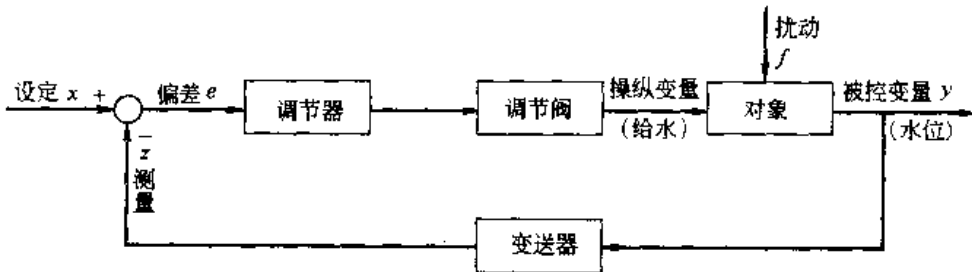 扰动
f
设定 x +
偏差 e
调节器
调节阀
操纵变量
(给水)
对象
被控变量 y
(水位)
−
z
测量
变送器